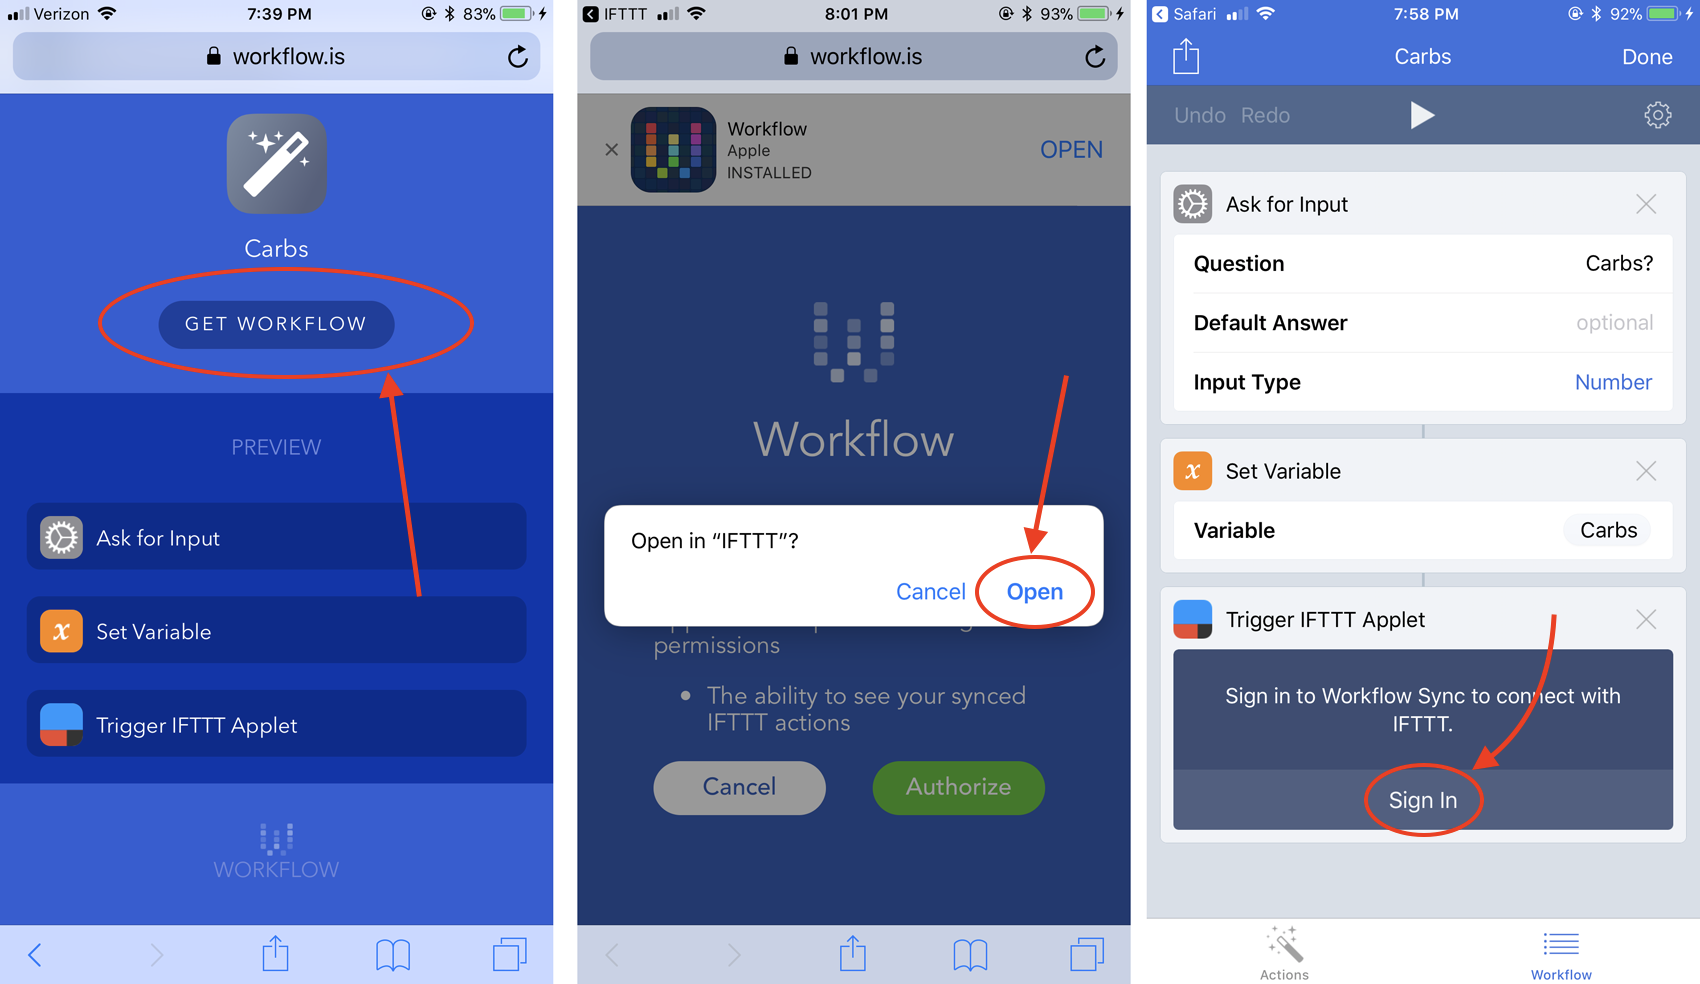 Verizon 7:39 PM 83%
workflow.is
Carbs
GET WORKFLOW
PREVIEW
Ask for Input
x Set Variable
Trigger IFTTT Applet
WORKFLOW
IFTTT 8:01 PM 93%
workflow.is
Workflow
Apple
INSTALLED
OPEN
Workflow
Open in “IFTTT”?
Cancel Open
permissions
• The ability to see your synced
IFTTT actions
Cancel Authorize
Safari 7:58 PM 92%
Carbs Done
Undo Redo
Ask for Input
Question Carbs?
Default Answer optional
Input Type Number
x Set Variable
Variable Carbs
Trigger IFTTT Applet
Sign in to Workflow Sync to connect with
IFTTT.
Sign In
Actions Workflow